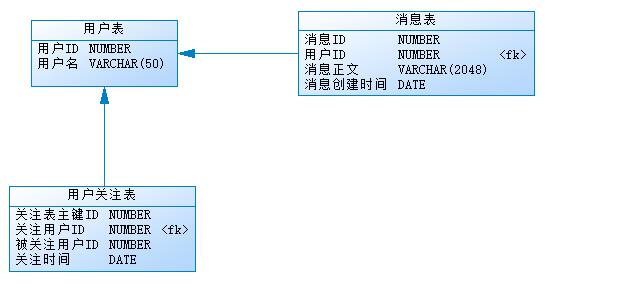 用户表
用户ID NUMBER
用户名 VARCHAR(50)
消息表
消息ID NUMBER
用户ID NUMBER <fk>
消息正文 VARCHAR(2048)
消息创建时间 DATE
用户关注表
关注表主键ID NUMBER
关注用户ID NUMBER <fk>
被关注用户ID NUMBER
关注时间 DATE